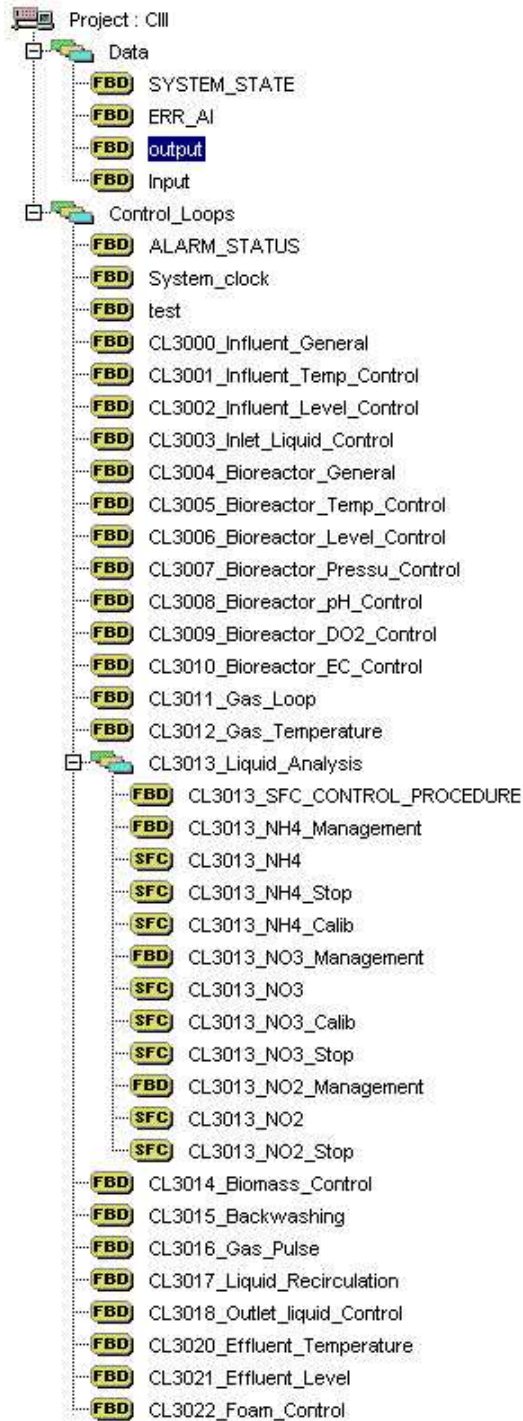 Project : CIII
Data
FBD SYSTEM_STATE
FBD ERR_AI
FBD output
FBD Input
Control_Loops
FBD ALARM_STATUS
FBD System_clock
FBD test
FBD CL3000_Influent_General
FBD CL3001_Influent_Temp_Control
FBD CL3002_Influent_Level_Control
FBD CL3003_Inlet_Liquid_Control
FBD CL3004_Bioreactor_General
FBD CL3005_Bioreactor_Temp_Control
FBD CL3006_Bioreactor_Level_Control
FBD CL3007_Bioreactor_Pressu_Control
FBD CL3008_Bioreactor_pH_Control
FBD CL3009_Bioreactor_DO2_Control
FBD CL3010_Bioreactor_EC_Control
FBD CL3011_Gas_Loop
FBD CL3012_Gas_Temperature
CL3013_Liquid_Analysis
FBD CL3013_SFC_CONTROL_PROCEDURE
FBD CL3013_NH4_Management
SFC CL3013_NH4
SFC CL3013_NH4_Stop
SFC CL3013_NH4_Calib
FBD CL3013_NO3_Management
SFC CL3013_NO3
SFC CL3013_NO3_Calib
SFC CL3013_NO3_Stop
FBD CL3013_NO2_Management
SFC CL3013_NO2
SFC CL3013_NO2_Stop
FBD CL3014_Biomass_Control
FBD CL3015_Backwashing
FBD CL3016_Gas_Pulse
FBD CL3017_Liquid_Recirculation
FBD CL3018_Outlet_liquid_Control
FBD CL3020_Effluent_Temperature
FBD CL3021_Effluent_Level
FBD CL3022_Foam_Control